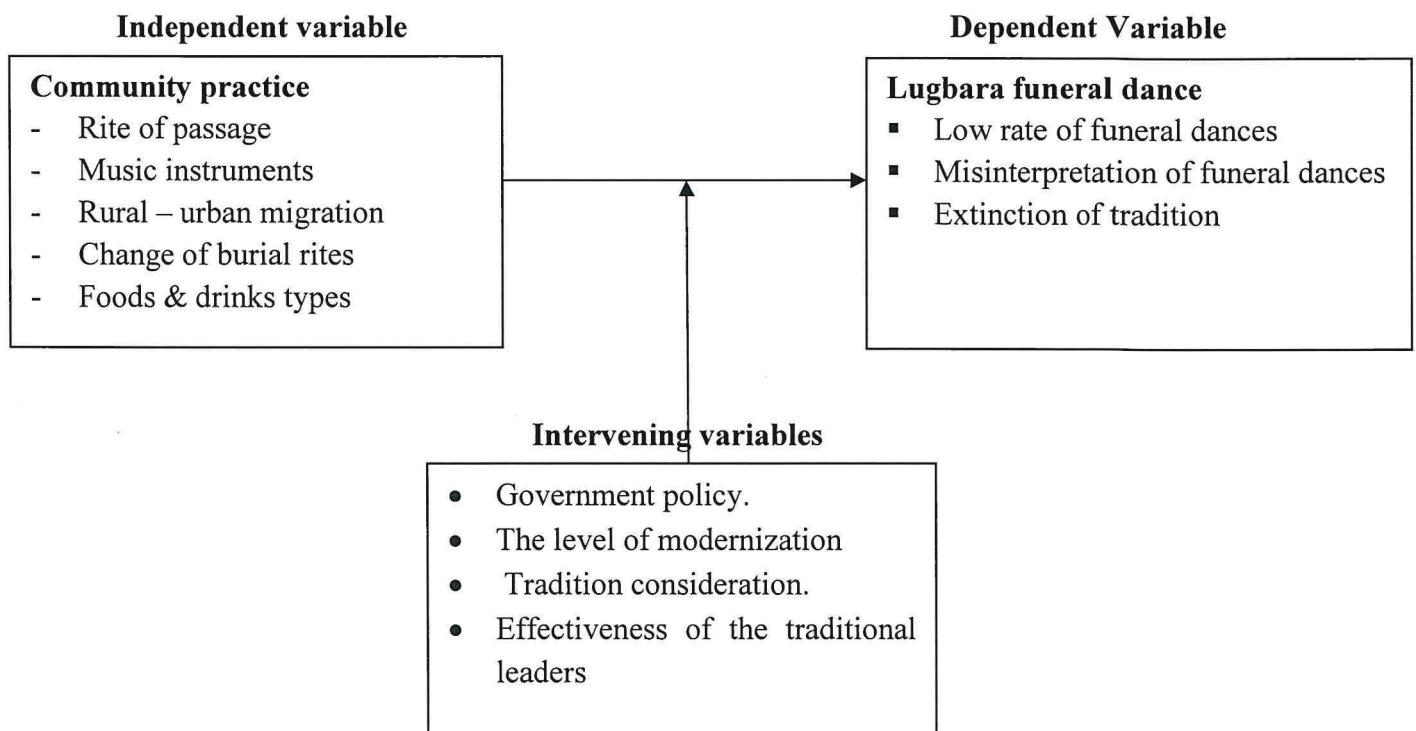 Independent variable
Community practice
- Rite of passage
- Music instruments
- Rural – urban migration
- Change of burial rites
- Foods & drinks types
Dependent Variable
Lugbara funeral dance
▪ Low rate of funeral dances
▪ Misinterpretation of funeral dances
▪ Extinction of tradition
Intervening variables
• Government policy.
• The level of modernization
• Tradition consideration.
• Effectiveness of the traditional
leaders